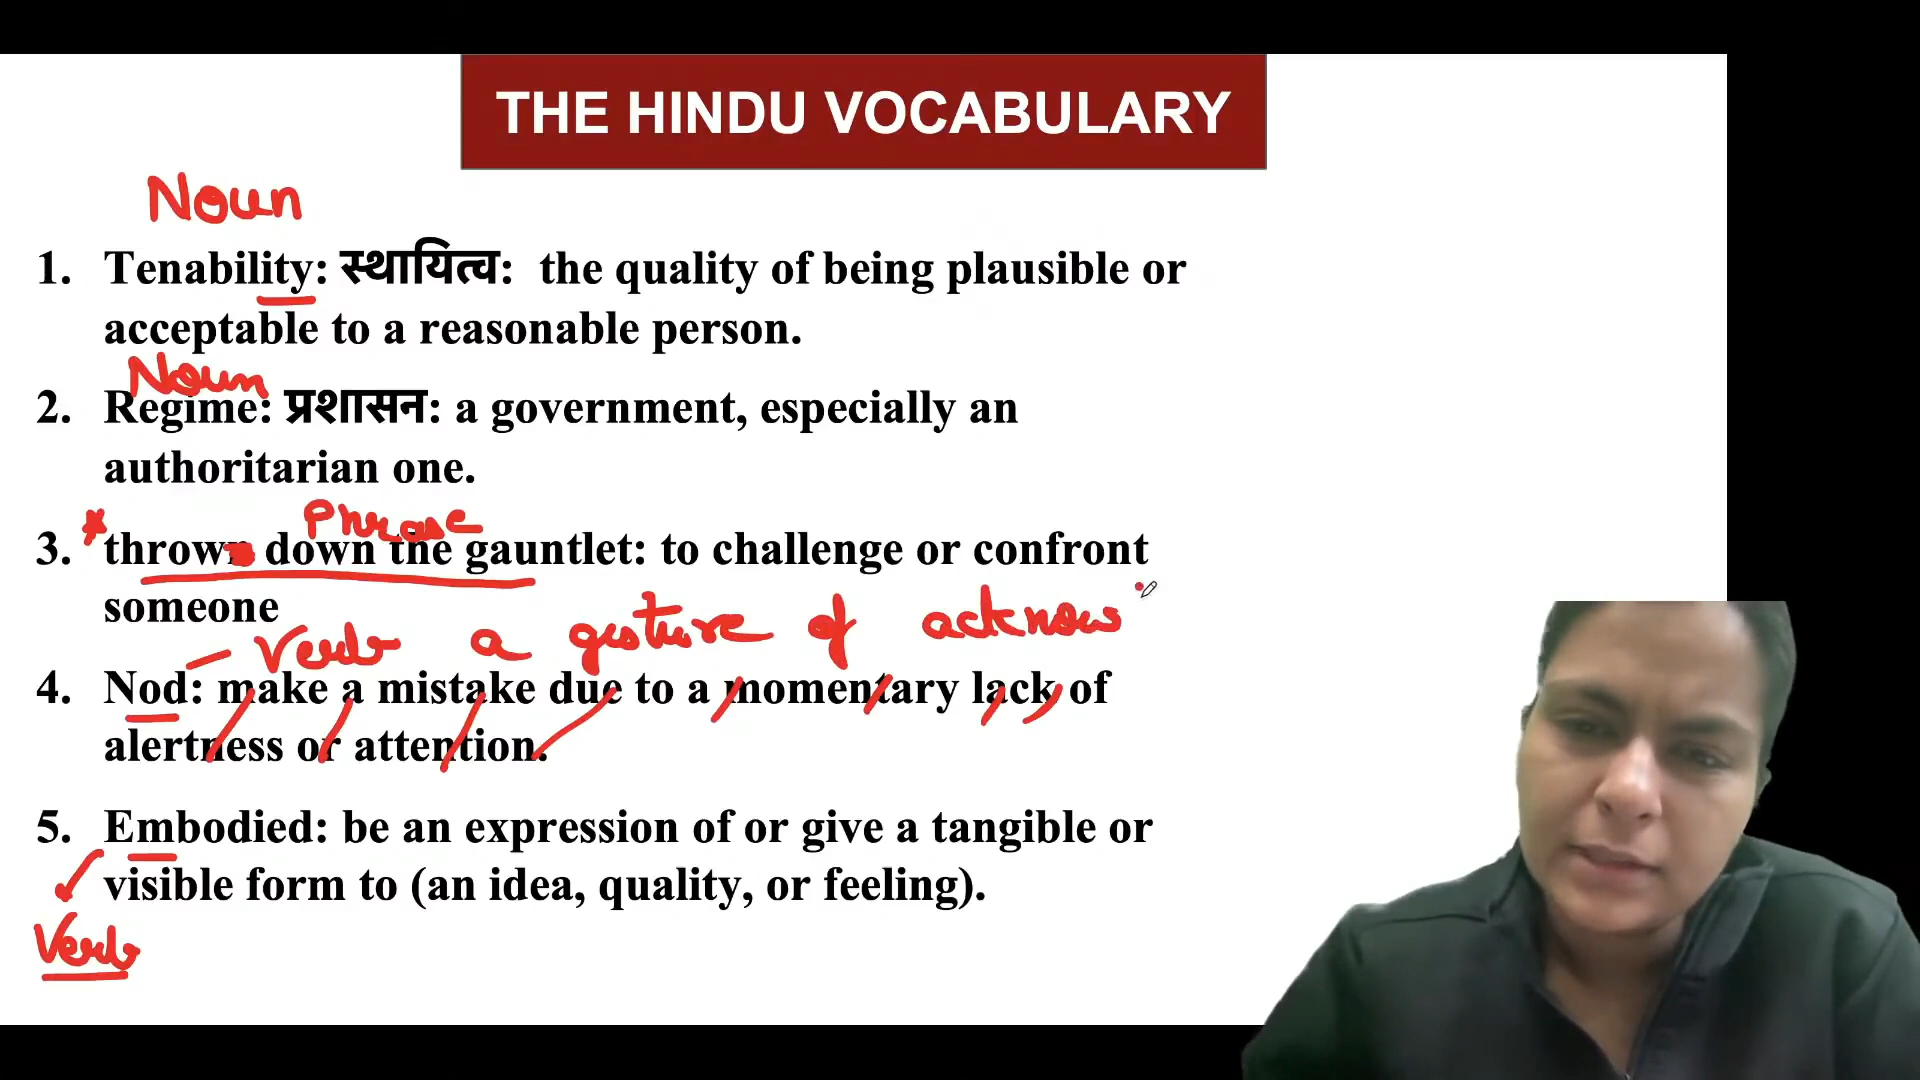 THE HINDU VOCABULARY
Noun
1. Tenability: स्थायित्व: the quality of being plausible or
acceptable to a reasonable person.
Noun
2. Regime: प्रशासन: a government, especially an
authoritarian one.
Phrase
3. thrown down the gauntlet: to challenge or confront
someone
Verb a gesture of acknow
4. Nod: make a mistake due to a momentary lack of
alertness or attention.
5. Embodied: be an expression of or give a tangible or
visible form to (an idea, quality, or feeling).
Verb